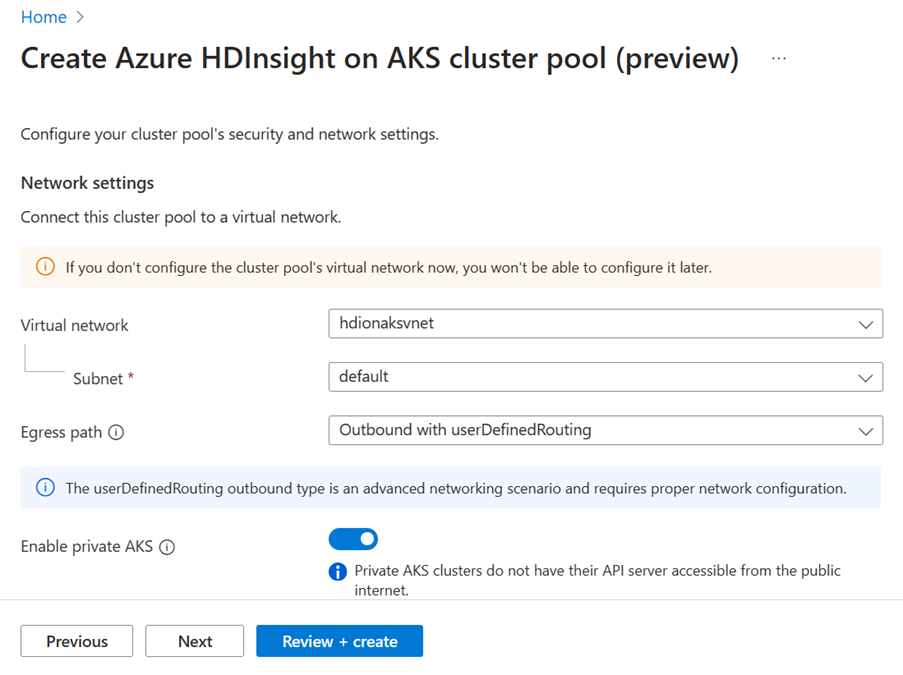 Home
Create Azure HDInsight on AKS cluster pool (preview) ...
Configure your cluster pool's security and network settings.
Network settings
Connect this cluster pool to a virtual network.
If you don't configure the cluster pool's virtual network now, you won't be able to configure it later.
Virtual network
hdionaksvnet
Subnet *
default
Egress path
Outbound with userDefinedRouting
The userDefinedRouting outbound type is an advanced networking scenario and requires proper network configuration.
Enable private AKS
Private AKS clusters do not have their API server accessible from the public
internet.
Previous
Next
Review + create